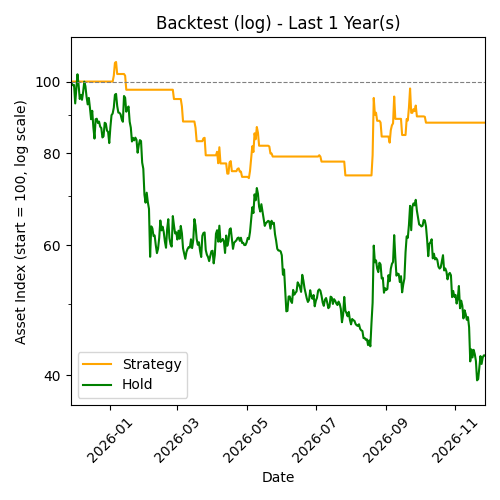 Backtest (log) - Last 1 Year(s)
Asset Index (start = 100, log scale)
100
80
60
40
Strategy
Hold
2026-01
2026-03
2026-05
2026-07
2026-09
2026-11
Date